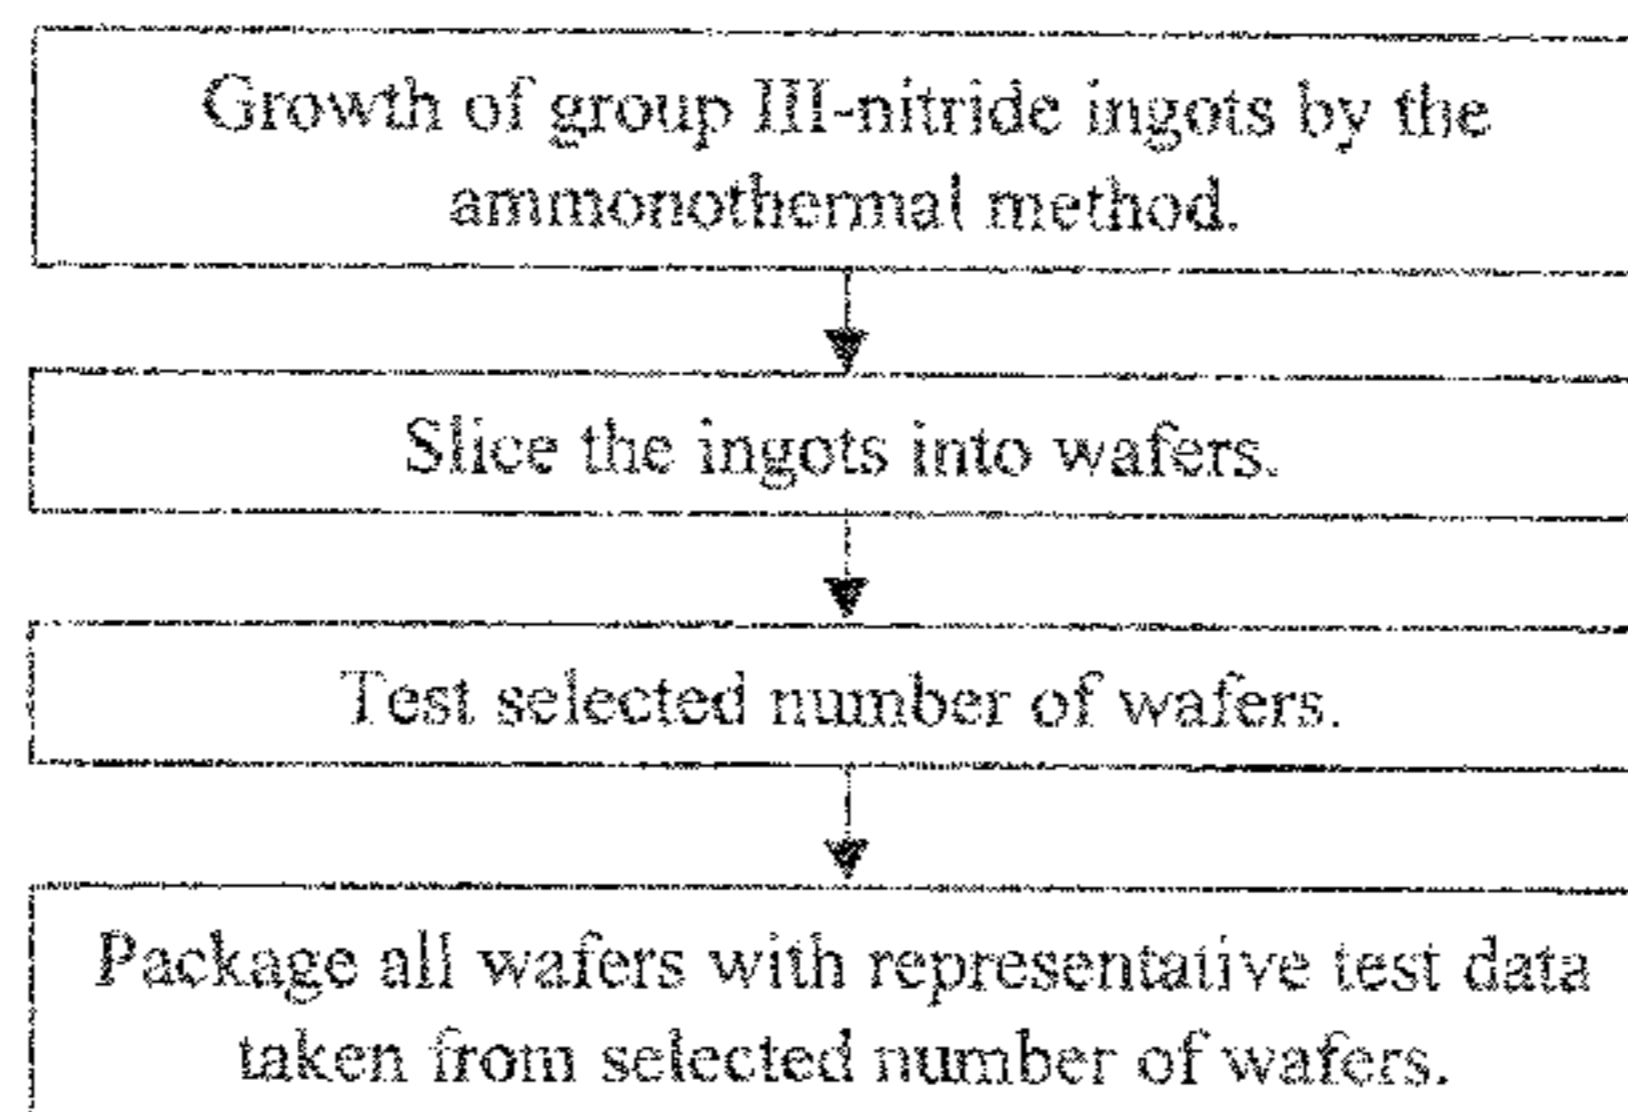 Growth of group III-nitride ingots by the
ammonothermal method.
Slice the ingots into wafers.
Test selected number of wafers.
Package all wafers with representative test data
taken from selected number of wafers.